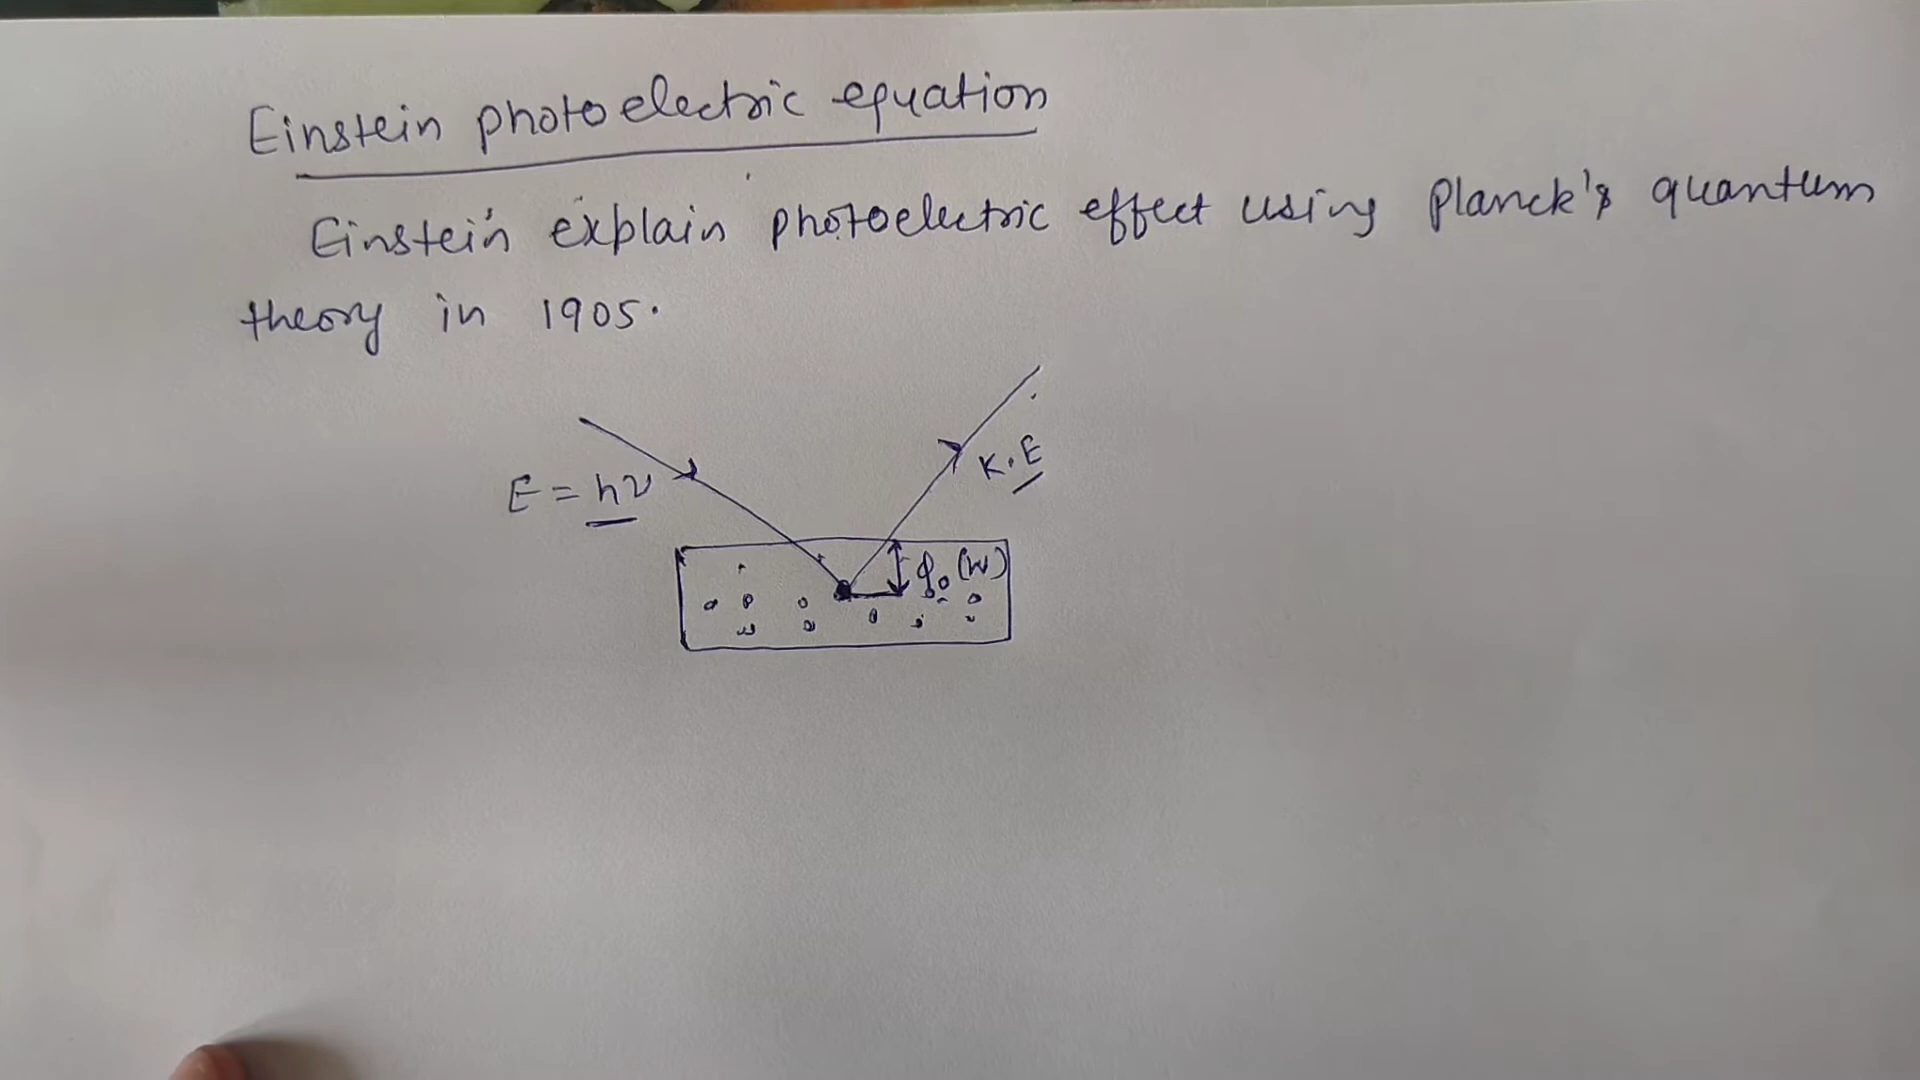 Einstein photoelectric equation
Einstein explain photoelectric effect using Planck's quantum
theory in 1905.
K.E
E = hν
ϕ₀ (W)